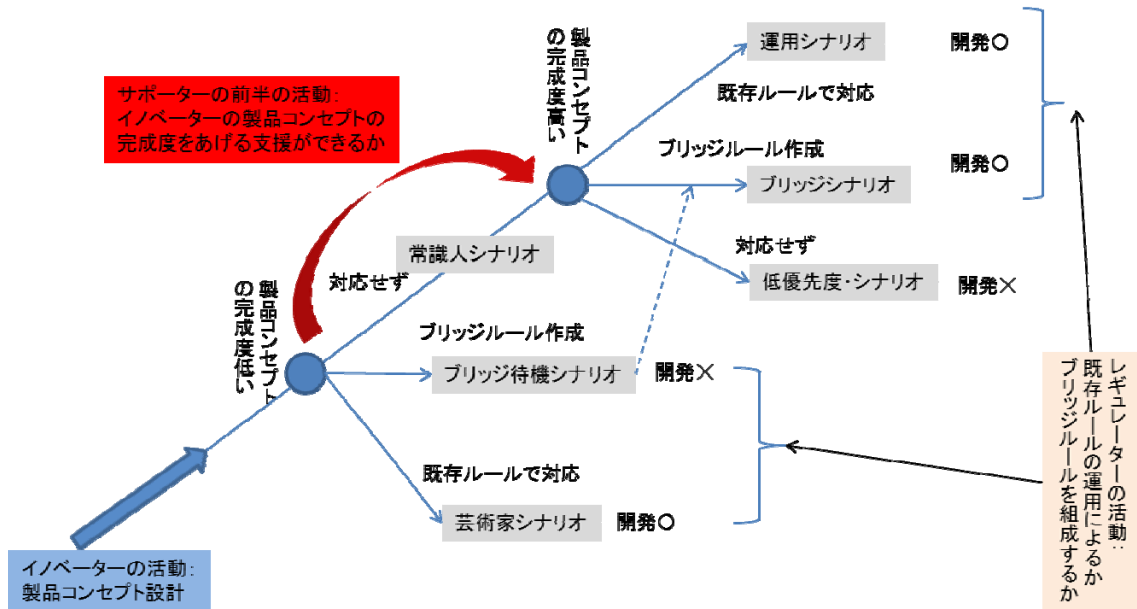 運用シナリオ
開発〇
製品コンセプト
の完成度高い
既存ルールで対応
サポーターの前半の活動：
イノベーターの製品コンセプトの
完成度をあげる支援ができるか
ブリッジルール作成
開発〇
ブリッジシナリオ
常識人シナリオ
対応せず
対応せず
低優先度・シナリオ
開発×
製品コンセプト
の完成度低い
ブリッジルール作成
ブリッジ待機シナリオ
開発×
レギュレーターの活動：
既存ルールの運用によるか
ブリッジルールを組成するか
既存ルールで対応
芸術家シナリオ
開発〇
イノベーターの活動：
製品コンセプト設計